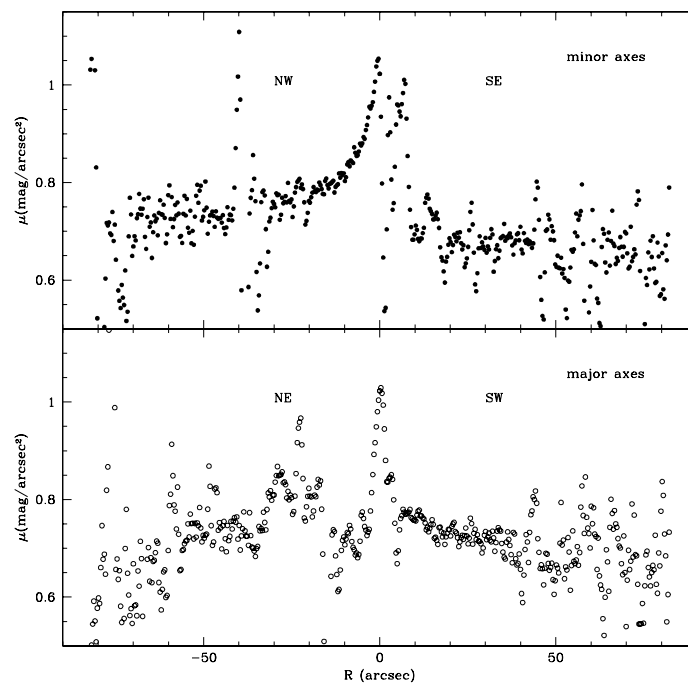 minor axes
NW SE
1
0.8
0.6
μ(mag/arcsec²)
major axes
NE SW
1
0.8
0.6
μ(mag/arcsec²)
−50 0 50
R (arcsec)